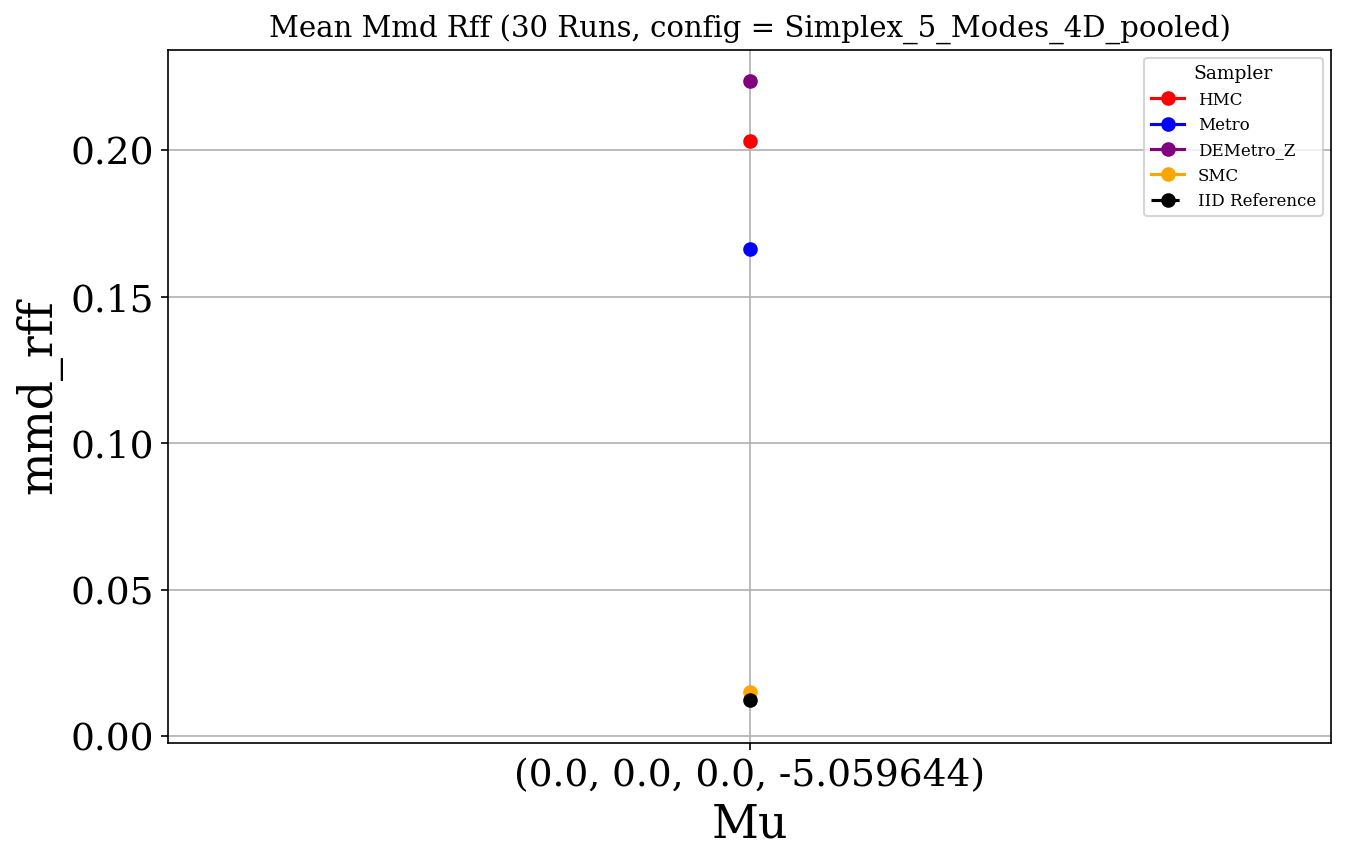 Mean Mmd Rff (30 Runs, config = Simplex_5_Modes_4D_pooled)
Sampler
HMC
Metro
DEMetro_Z
SMC
IID Reference
mmd_rff
0.20
0.15
0.10
0.05
0.00
(0.0, 0.0, 0.0, -5.059644)
Mu